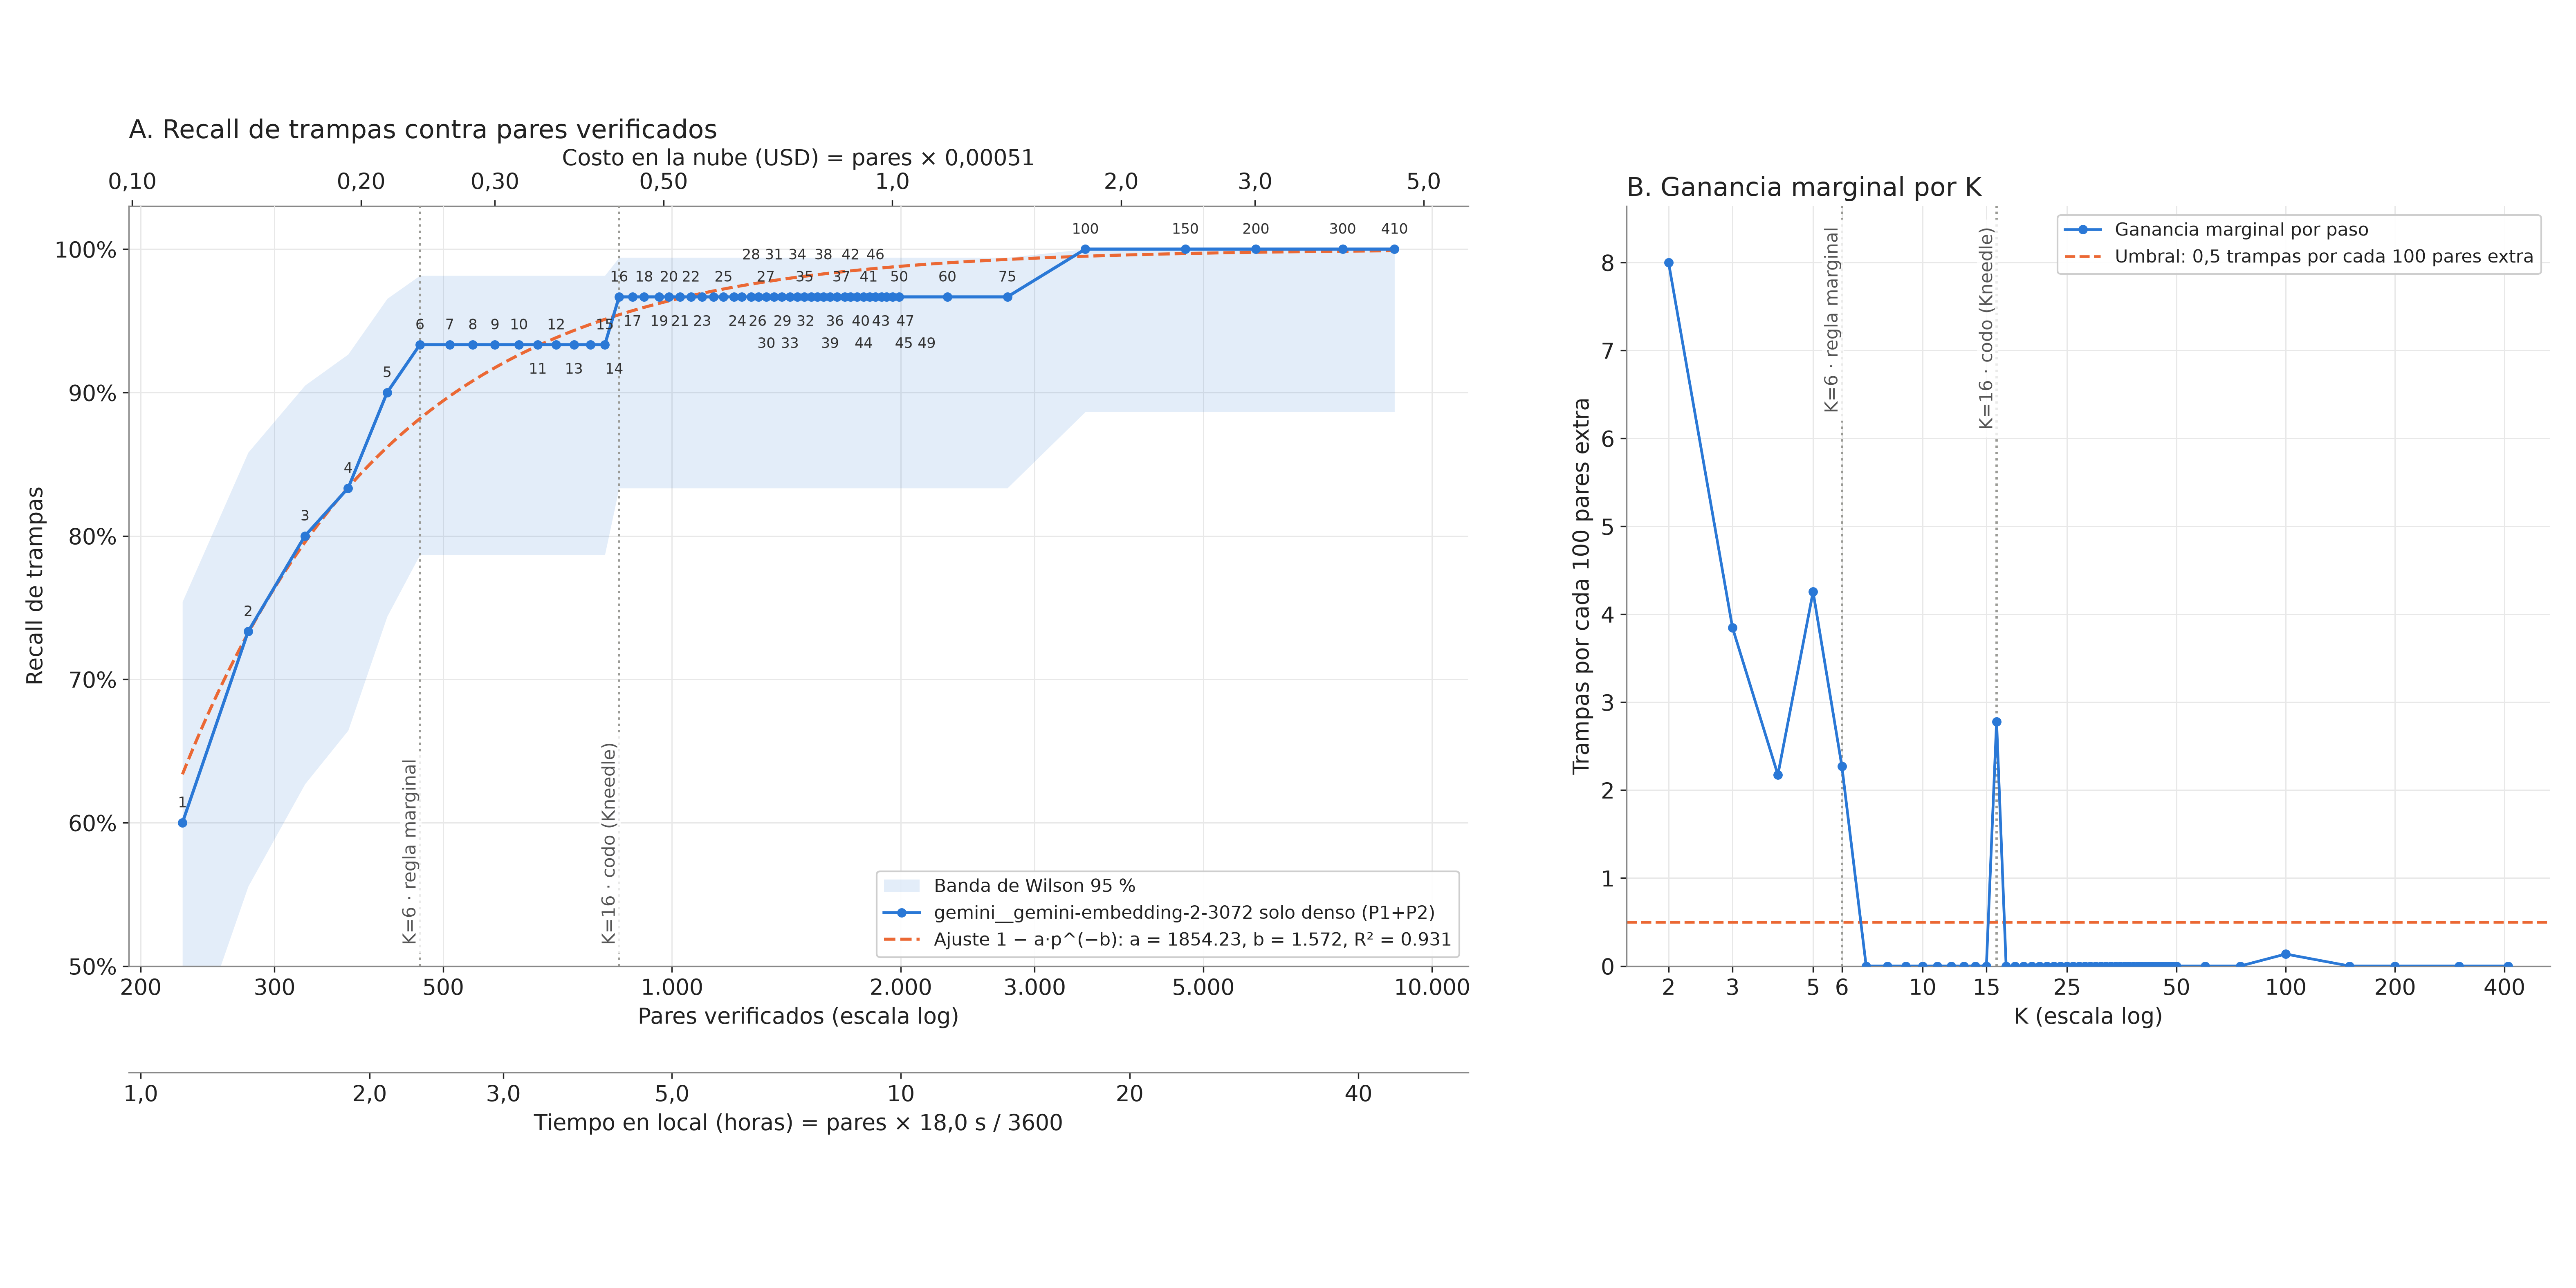 A. Recall de trampas contra pares verificados
Costo en la nube (USD) = pares × 0,00051
0,10 0,20 0,30 0,50 1,0 2,0 3,0 5,0
100%
90%
80%
70%
60%
50%
Recall de trampas
1
2
3
4
5
6 7 8 9 10 12 15
11 13 14
28 31 34 38 42 46
16 18 20 22 25 27 35 37 41 50 60 75
17 19 21 23 24 26 29 32 36 40 43 47
30 33 39 44 45 49
100 150 200 300 410
K=6 · regla marginal
K=16 · codo (Kneedle)
Banda de Wilson 95 %
gemini__gemini-embedding-2-3072 solo denso (P1+P2)
Ajuste 1 − a·p^(−b): a = 1854.23, b = 1.572, R² = 0.931
200 300 500 1.000 2.000 3.000 5.000 10.000
Pares verificados (escala log)
1,0 2,0 3,0 5,0 10 20 40
Tiempo en local (horas) = pares × 18,0 s / 3600
B. Ganancia marginal por K
Ganancia marginal por paso
Umbral: 0,5 trampas por cada 100 pares extra
K=6 · regla marginal
K=16 · codo (Kneedle)
8
7
6
5
4
3
2
1
0
Trampas por cada 100 pares extra
2 3 5 6 10 15 25 50 100 200 400
K (escala log)